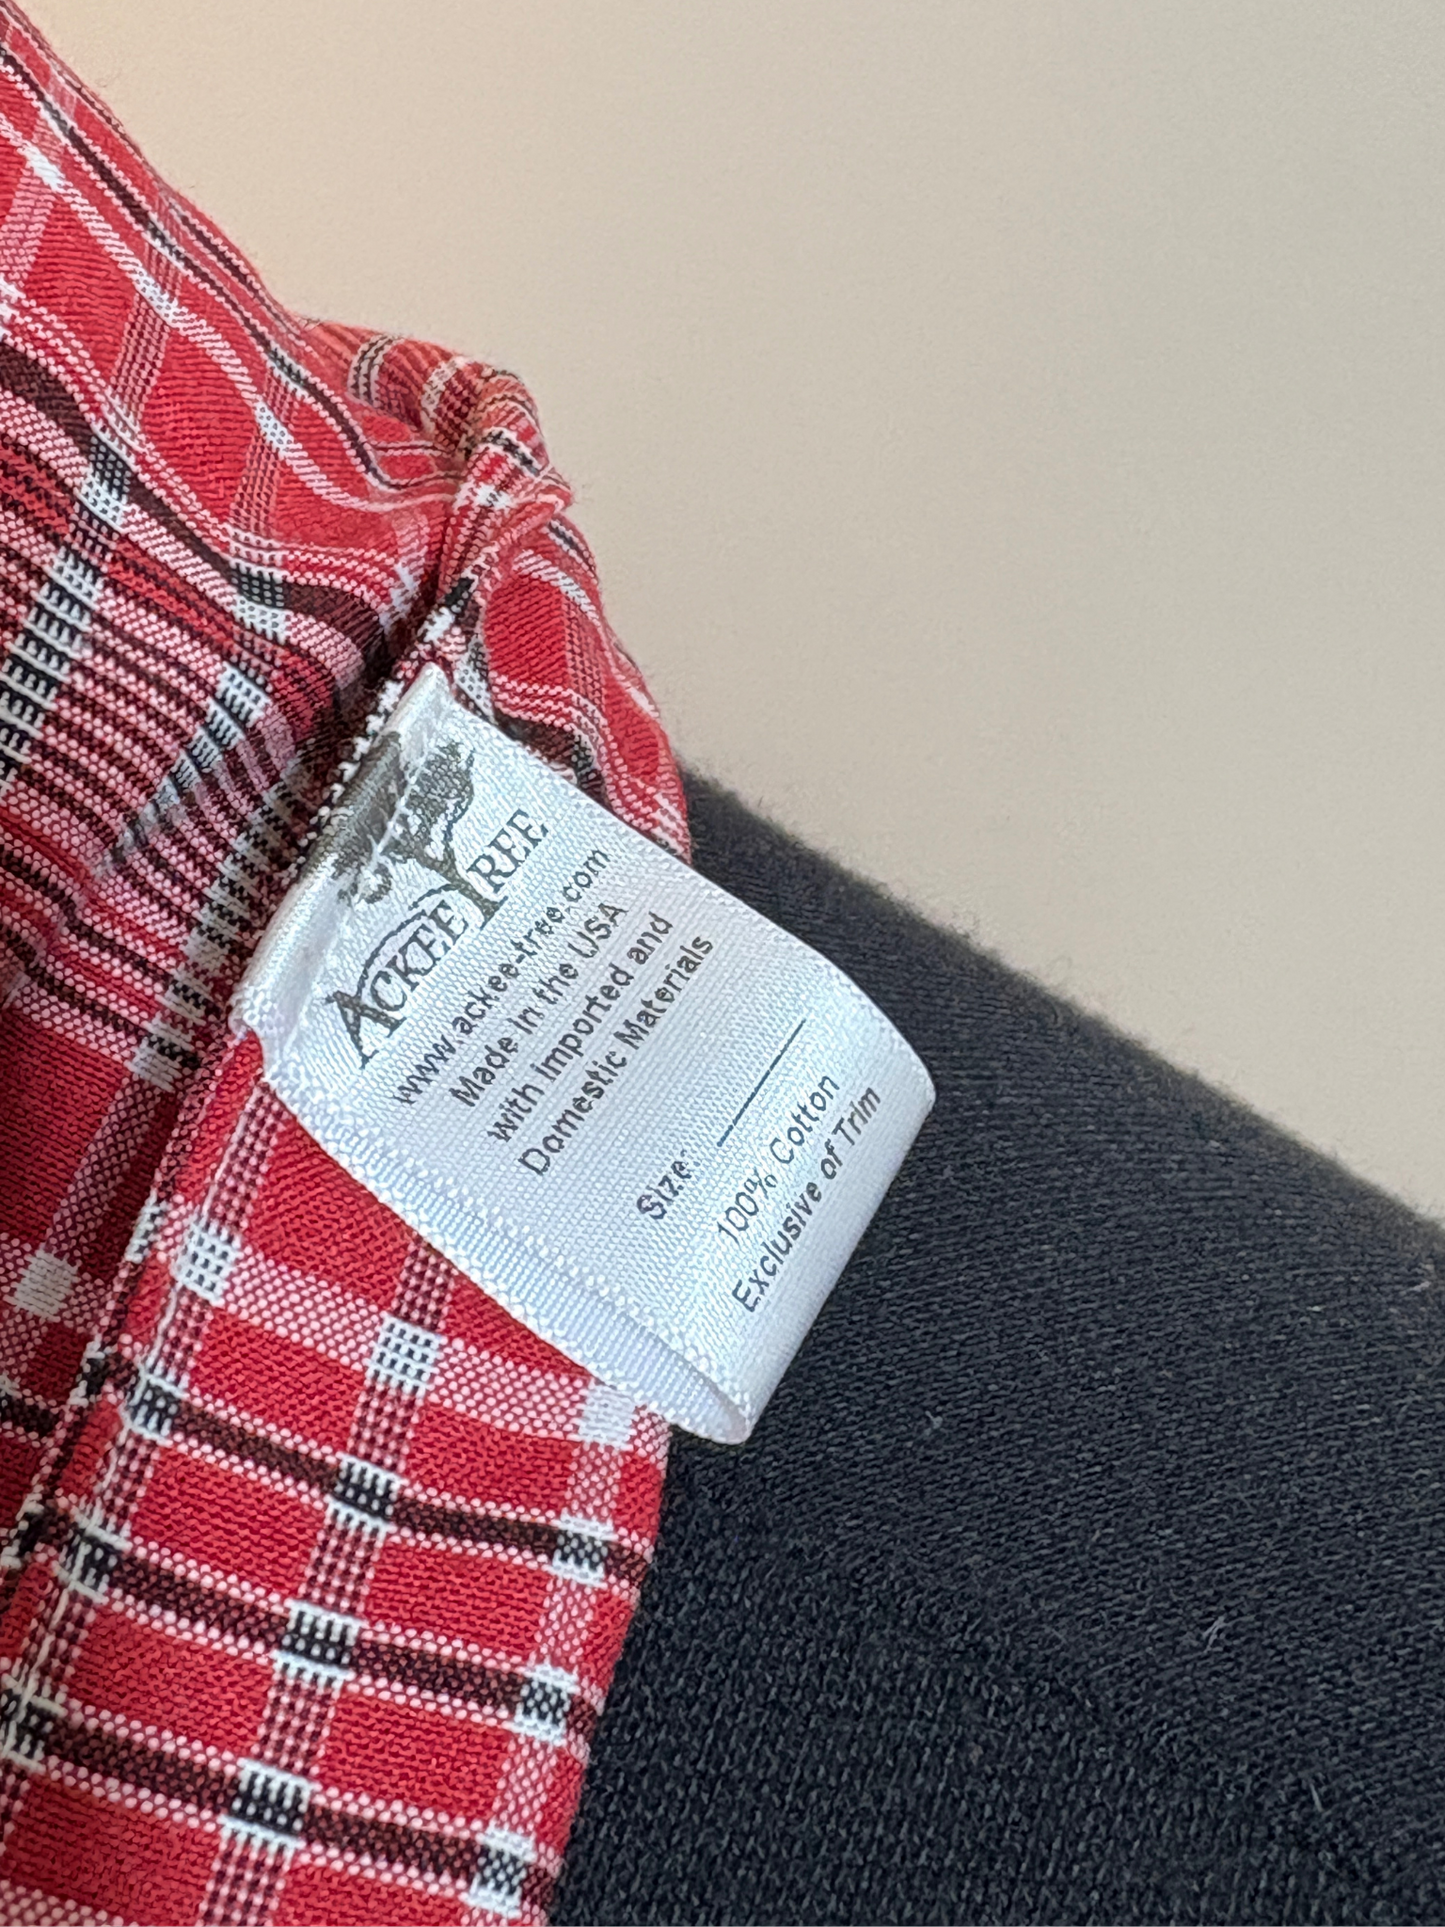 ACKEE TREE
www.ackee-tree.com
Made in the USA
with Imported and
Domestic Materials
Size:
100% Cotton
Exclusive of Trim